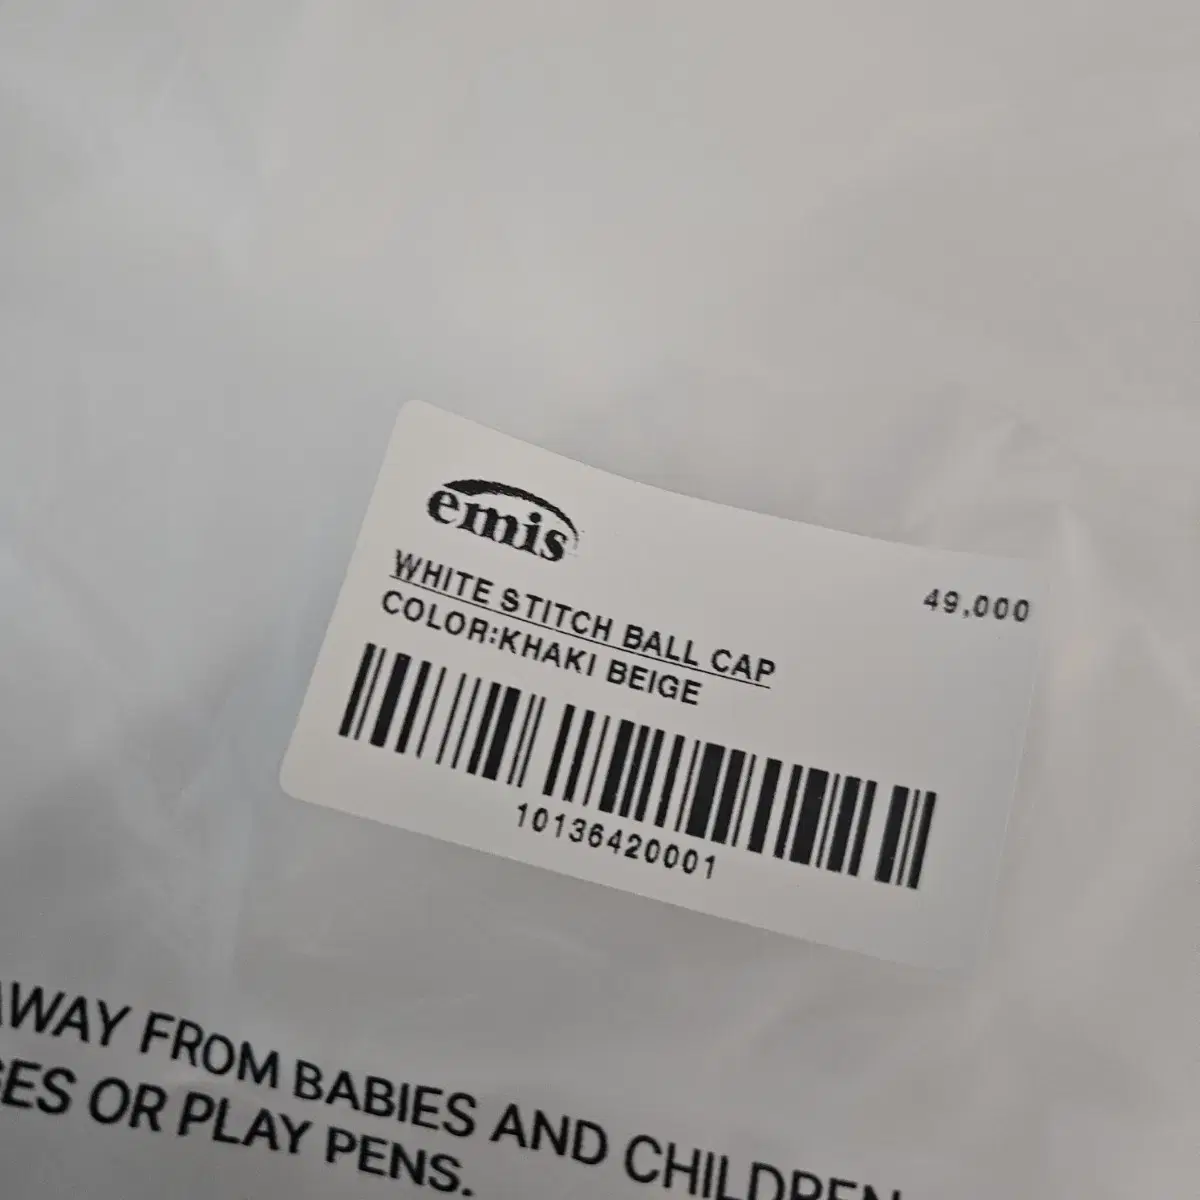 emis
49,000
WHITE STITCH BALL CAP
COLOR:KHAKI BEIGE
10136420001
AWAY FROM BABIES AND CHILDREN
OR PLAY PENS.